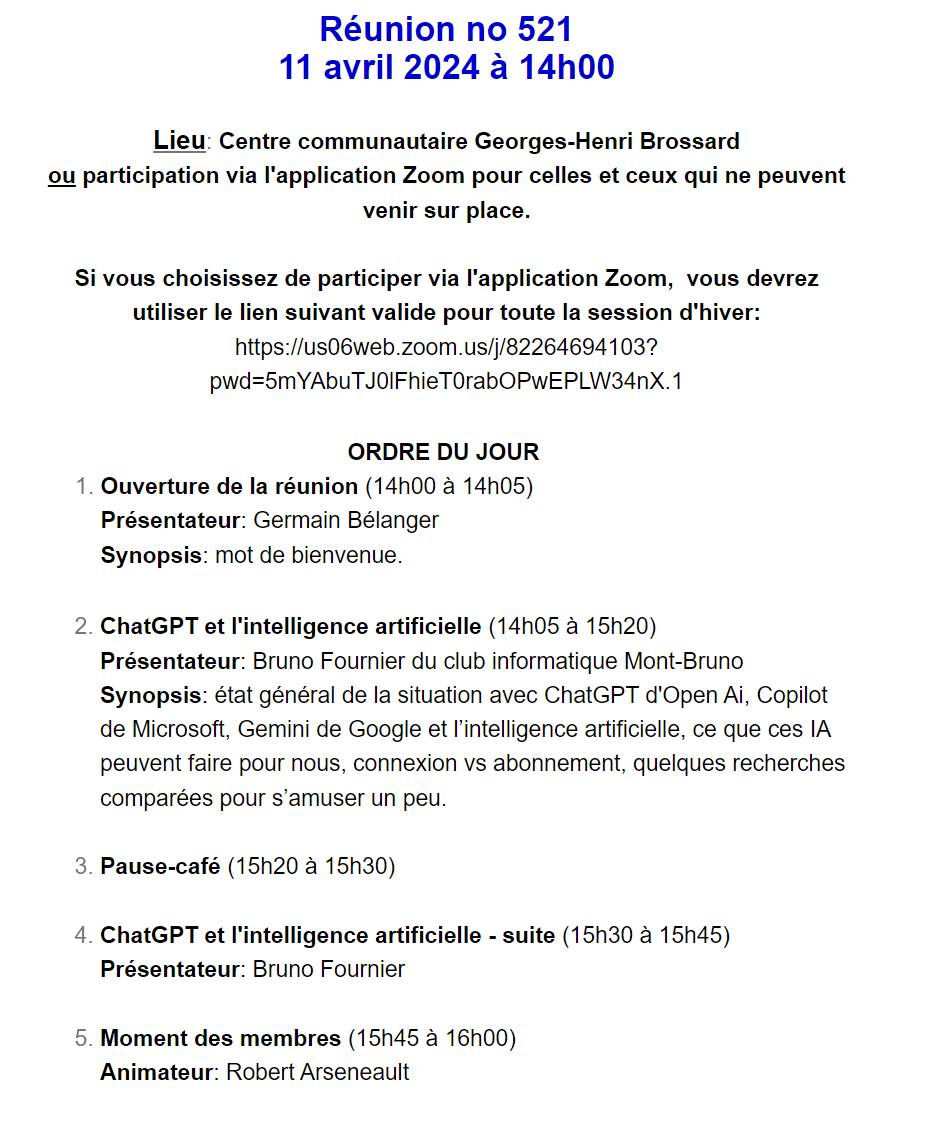 Réunion no 521
11 avril 2024 à 14h00
Lieu: Centre communautaire Georges-Henri Brossard
ou participation via l'application Zoom pour celles et ceux qui ne peuvent
venir sur place.
Si vous choisissez de participer via l'application Zoom,  vous devrez
utiliser le lien suivant valide pour toute la session d'hiver:
https://us06web.zoom.us/j/82264694103?
pwd=5mYAbuTJ0lFhieT0rabOPwEPLW34nX.1
ORDRE DU JOUR
1. Ouverture de la réunion (14h00 à 14h05)
Présentateur: Germain Bélanger
Synopsis: mot de bienvenue.
2. ChatGPT et l'intelligence artificielle (14h05 à 15h20)
Présentateur: Bruno Fournier du club informatique Mont-Bruno
Synopsis: état général de la situation avec ChatGPT d'Open Ai, Copilot
de Microsoft, Gemini de Google et l’intelligence artificielle, ce que ces IA
peuvent faire pour nous, connexion vs abonnement, quelques recherches
comparées pour s’amuser un peu.
3. Pause-café (15h20 à 15h30)
4. ChatGPT et l'intelligence artificielle - suite (15h30 à 15h45)
Présentateur: Bruno Fournier
5. Moment des membres (15h45 à 16h00)
Animateur: Robert Arseneault